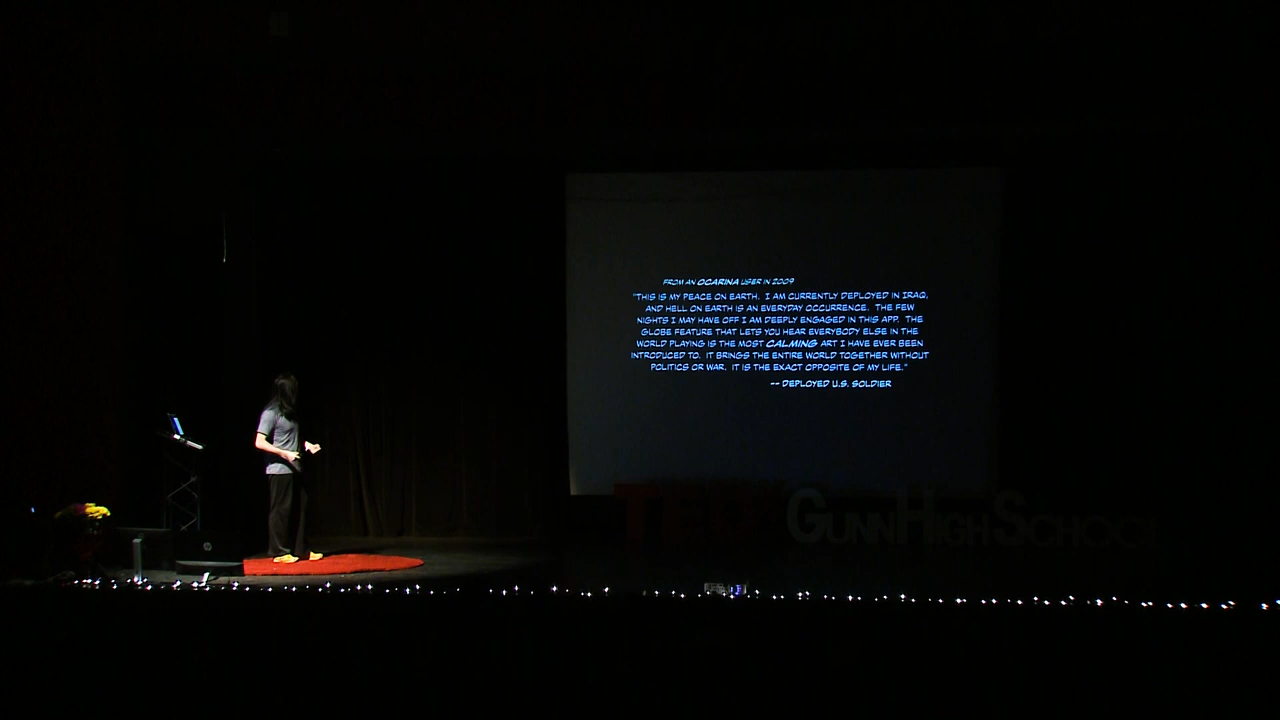 FROM AN OCARINA USER IN 2009
"THIS IS MY PEACE ON EARTH. I AM CURRENTLY DEPLOYED IN IRAQ,
AND HELL ON EARTH IS AN EVERYDAY OCCURRENCE. THE FEW
NIGHTS I MAY HAVE OFF I AM DEEPLY ENGAGED IN THIS APP. THE
GLOBE FEATURE THAT LETS YOU HEAR EVERYBODY ELSE IN THE
WORLD PLAYING IS THE MOST CALMING ART I HAVE EVER BEEN
INTRODUCED TO. IT BRINGS THE ENTIRE WORLD TOGETHER WITHOUT
POLITICS OR WAR. IT IS THE EXACT OPPOSITE OF MY LIFE."
-- DEPLOYED U.S. SOLDIER
TEDx GUNN HIGH SCHOOL
hp